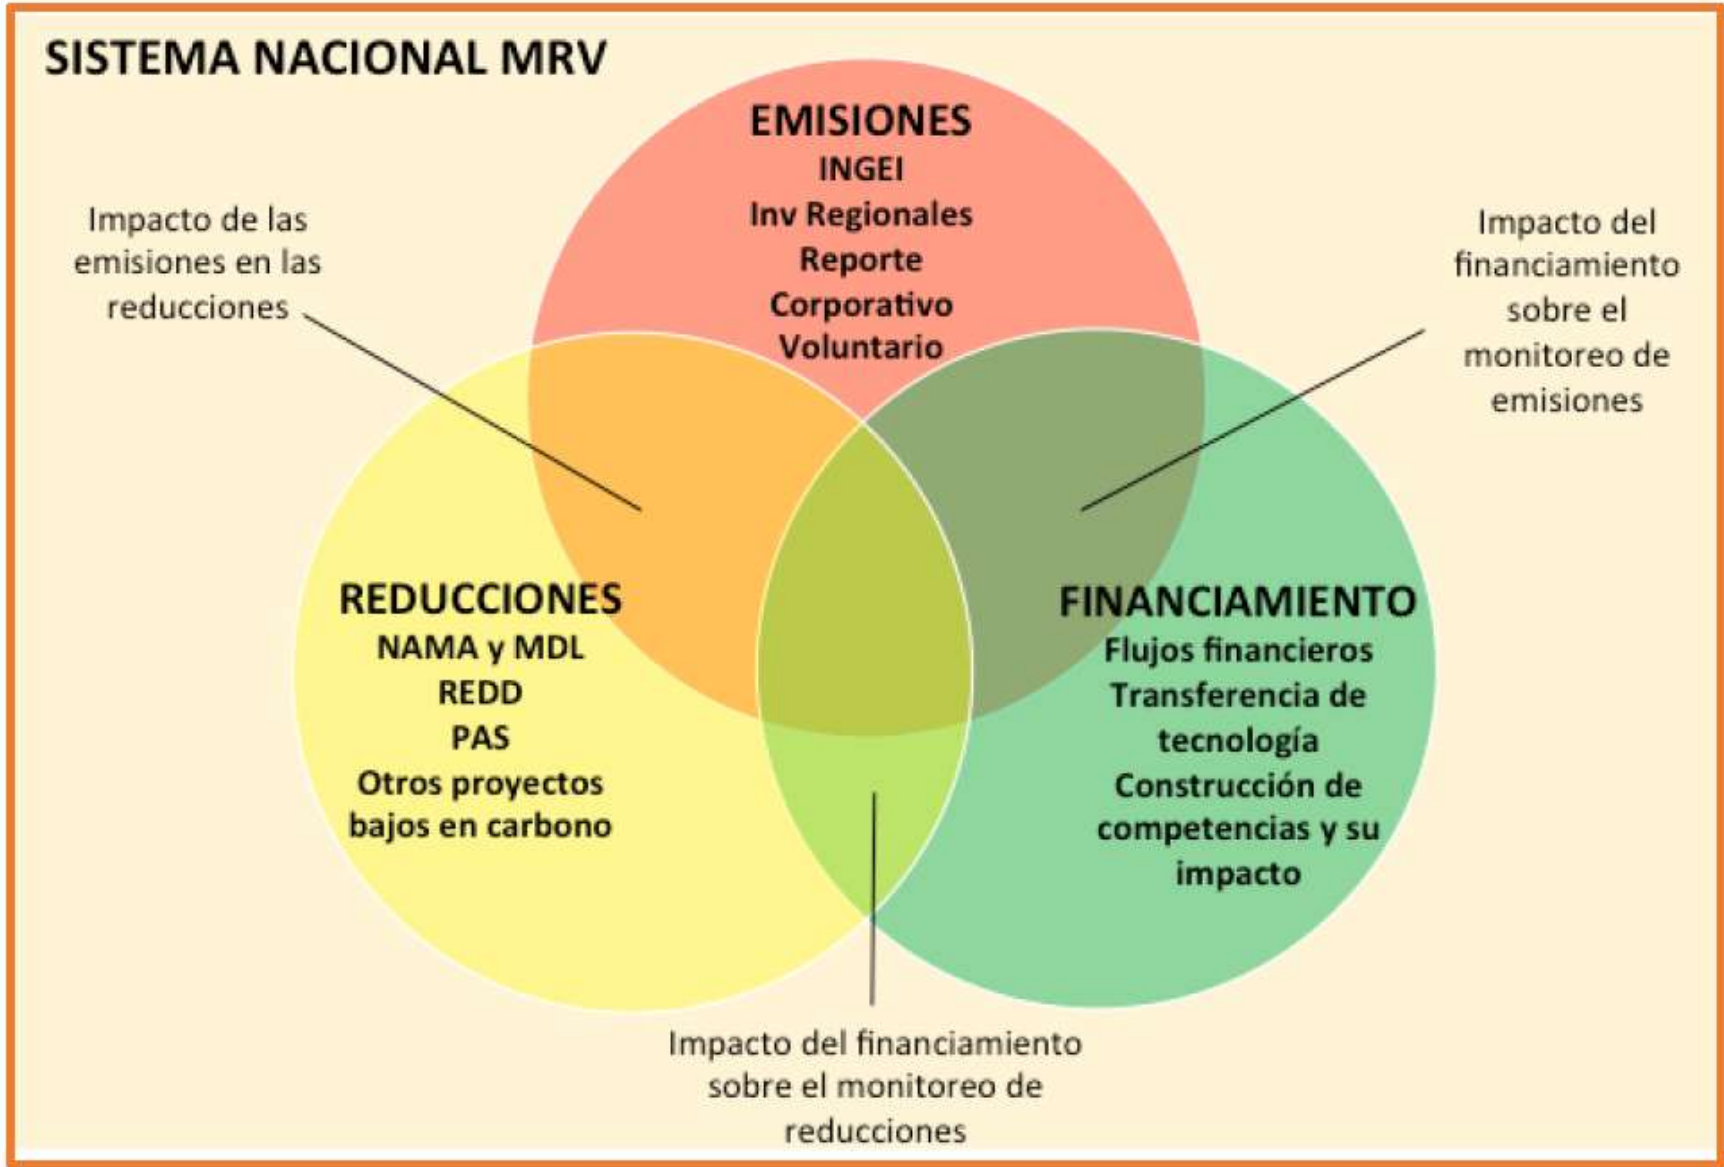 SISTEMA NACIONAL MRV
EMISIONES
INGEI
Inv Regionales
Reporte
Corporativo
Voluntario
Impacto de las
emisiones en las
reducciones
Impacto del
financiamiento
sobre el
monitoreo de
emisiones
REDUCCIONES
NAMA y MDL
REDD
PAS
Otros proyectos
bajos en carbono
FINANCIAMIENTO
Flujos financieros
Transferencia de
tecnología
Construcción de
competencias y su
impacto
Impacto del financiamiento
sobre el monitoreo de
reducciones